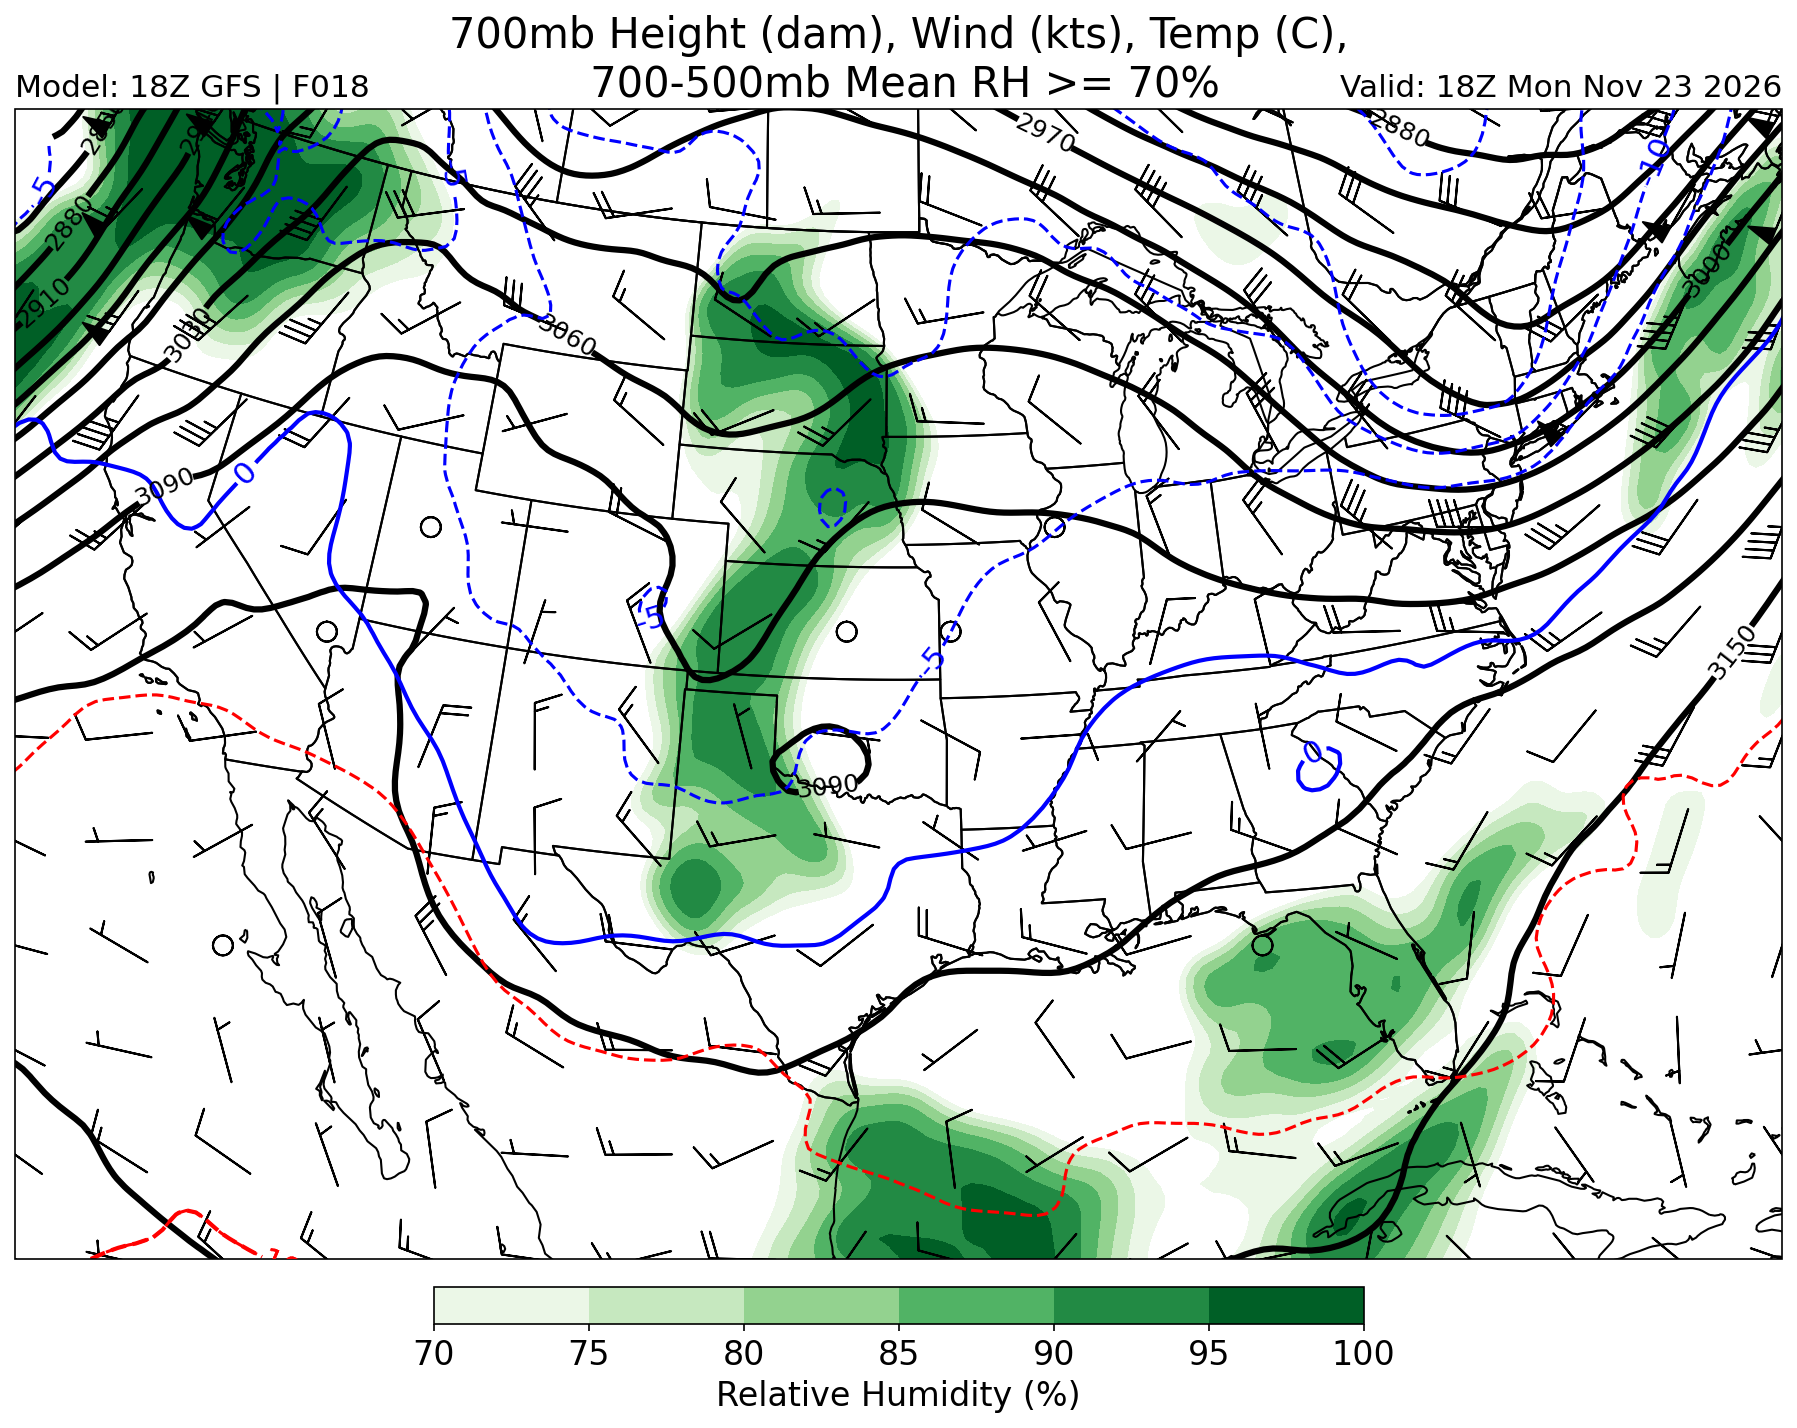 700mb Height (dam), Wind (kts), Temp (C),
700-500mb Mean RH >= 70%
Model: 18Z GFS | F018
Valid: 18Z Mon Nov 23 2026
2970
2880
-5
2880
2910
3000
3030
3060
3090
0
-5
-5
3150
0
3090
70 75 80 85 90 95 100
Relative Humidity (%)